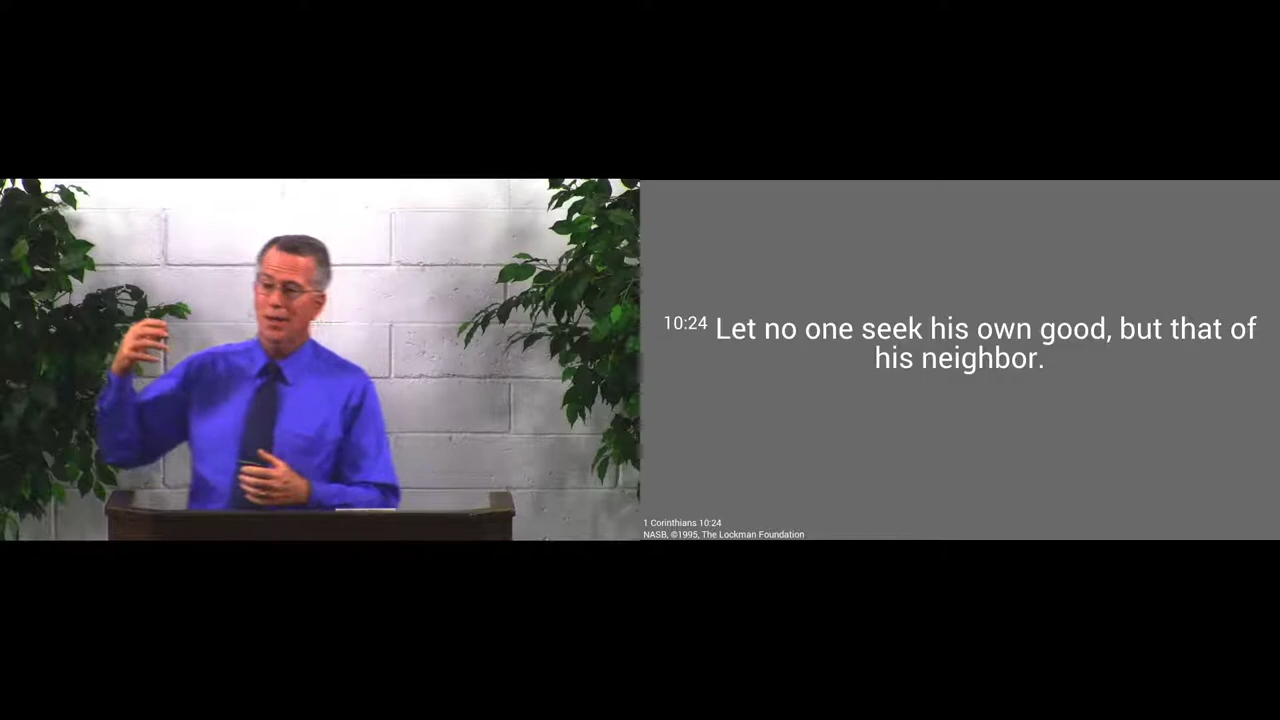 10:24 Let no one seek his own good, but that of
his neighbor.
1 Corinthians 10:24
NASB, ©1995, The Lockman Foundation